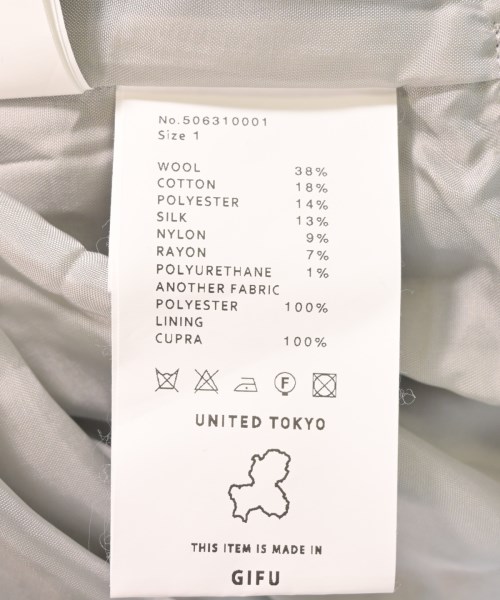 No.506310001
Size 1
WOOL 38%
COTTON 18%
POLYESTER 14%
SILK 13%
NYLON 9%
RAYON 7%
POLYURETHANE 1%
ANOTHER FABRIC
POLYESTER 100%
LINING
CUPRA 100%
F
UNITED TOKYO
THIS ITEM IS MADE IN
GIFU